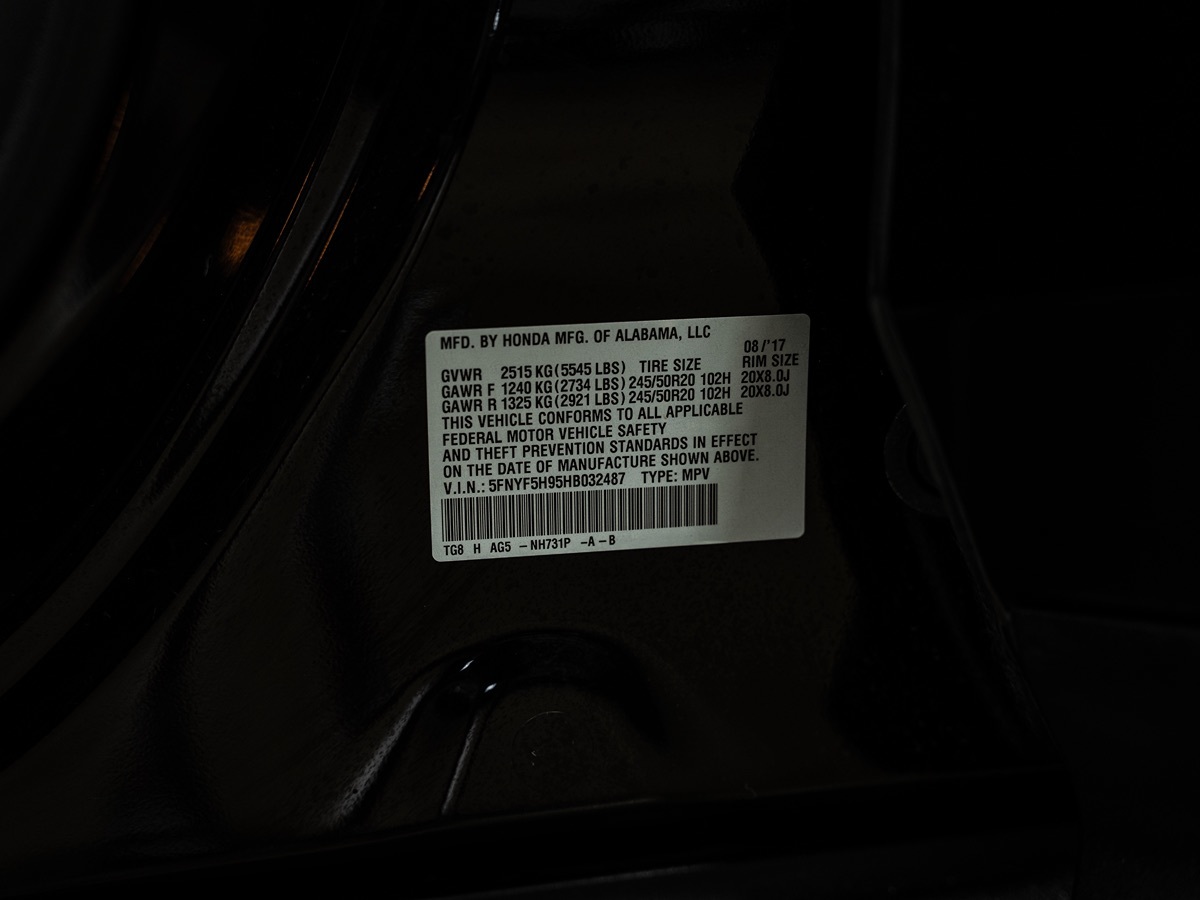 MFD. BY HONDA MFG. OF ALABAMA, LLC
08/'17
GVWR 2515 KG (5545 LBS) TIRE SIZE RIM SIZE
GAWR F 1240 KG (2734 LBS) 245/50R20 102H 20X8.0J
GAWR R 1325 KG (2921 LBS) 245/50R20 102H 20X8.0J
THIS VEHICLE CONFORMS TO ALL APPLICABLE
FEDERAL MOTOR VEHICLE SAFETY
AND THEFT PREVENTION STANDARDS IN EFFECT
ON THE DATE OF MANUFACTURE SHOWN ABOVE.
V.I.N.: 5FNYF5H95HB032487 TYPE: MPV
TG8 H AG5 -NH731P -A-B